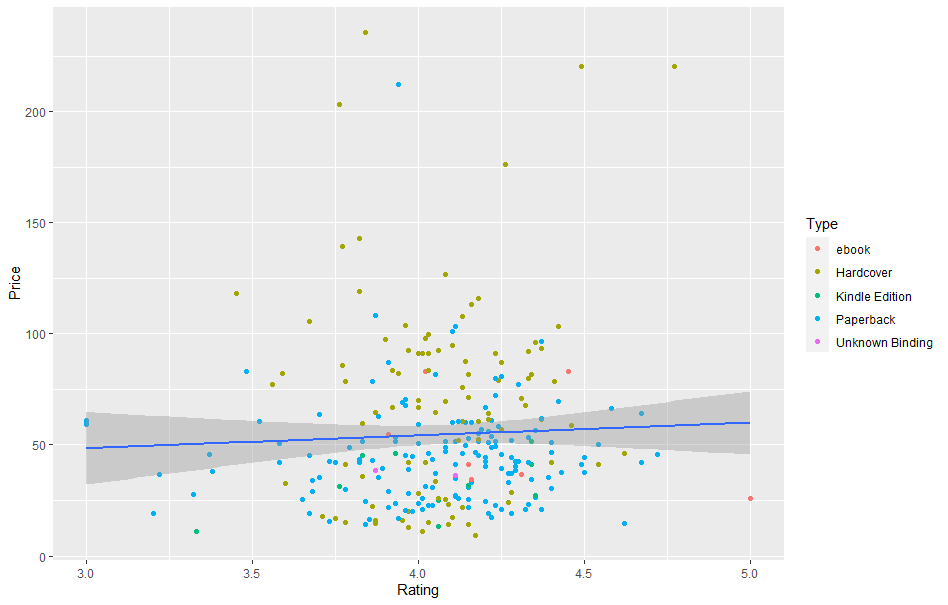 200
150
100
50
0
Price
3.0
3.5
4.0
4.5
5.0
Rating
Type
ebook
Hardcover
Kindle Edition
Paperback
Unknown Binding